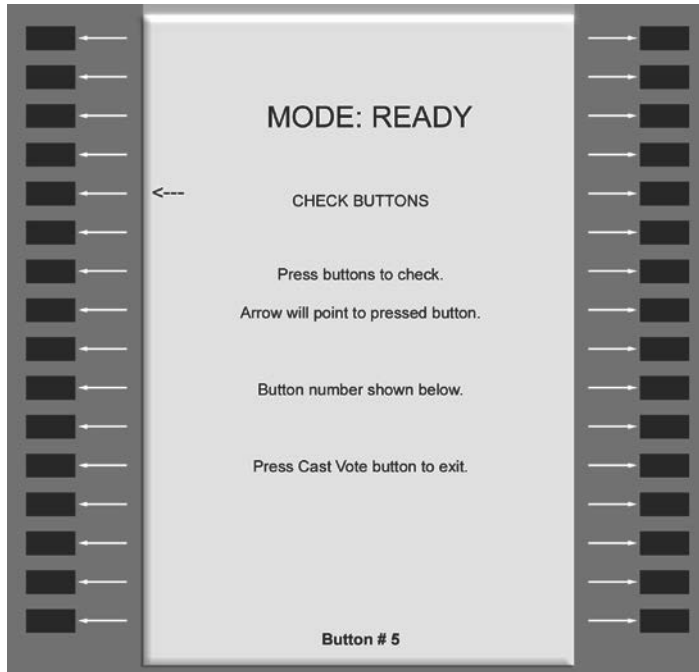 MODE: READY
<---
CHECK BUTTONS
Press buttons to check.
Arrow will point to pressed button.
Button number shown below.
Press Cast Vote button to exit.
Button # 5